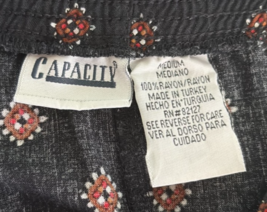 CAPACITY
MEDIUM
MEDIANO
100% RAYON/RAYON
MADE IN TURKEY
HECHO EN TURQUIA
RN#82127
SEE REVERSE FOR CARE
VER AL DORSO PARA
CUIDADO